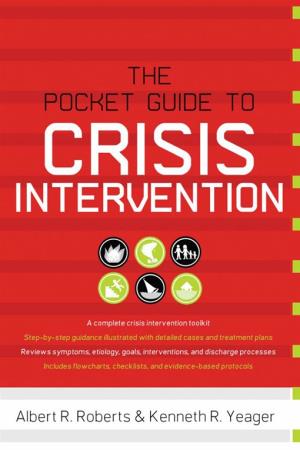 THE
POCKET GUIDE TO
CRISIS
INTERVENTION
A complete crisis intervention toolkit
Step-by-step guidance illustrated with detailed cases and treatment plans
Reviews symptoms, etiology, goals, interventions, and discharge processes
Includes flowcharts, checklists, and evidence-based protocols
Albert R. Roberts & Kenneth R. Yeager